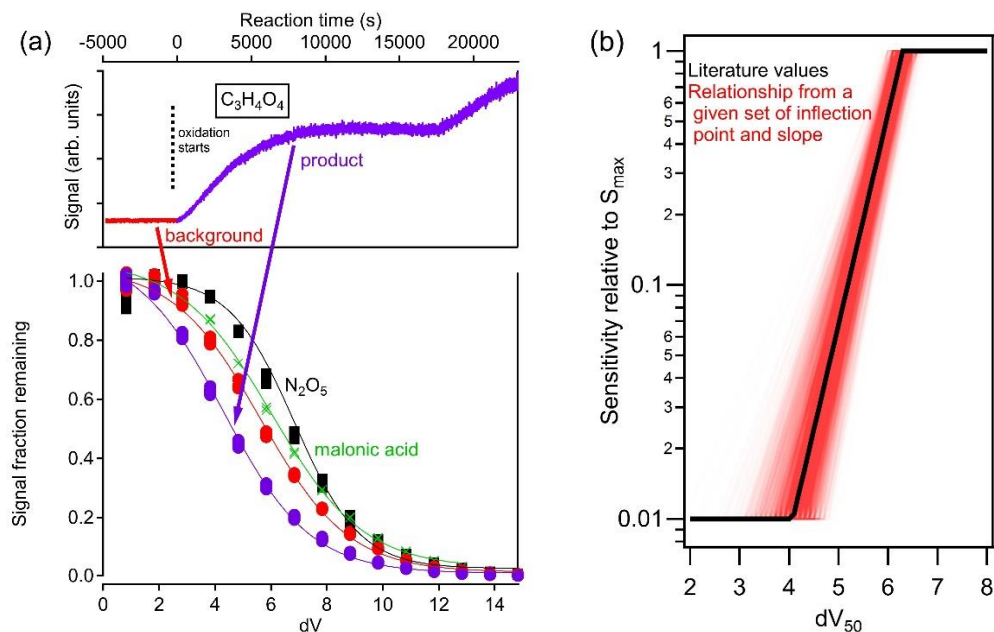 (a)
Reaction time (s)
-5000 0 5000 10000 15000 20000
Signal (arb. units)
C3H4O4
oxidation
starts
product
background
Signal fraction remaining
1.0
0.8
0.6
0.4
0.2
0.0
N2O5
malonic acid
0 2 4 6 8 10 12 14
dV
(b)
Sensitivity relative to Smax
Literature values
Relationship from a
given set of inflection
point and slope
1
6
5
4
3
2
0.1
6
5
4
3
2
0.01
2 3 4 5 6 7 8
dV50